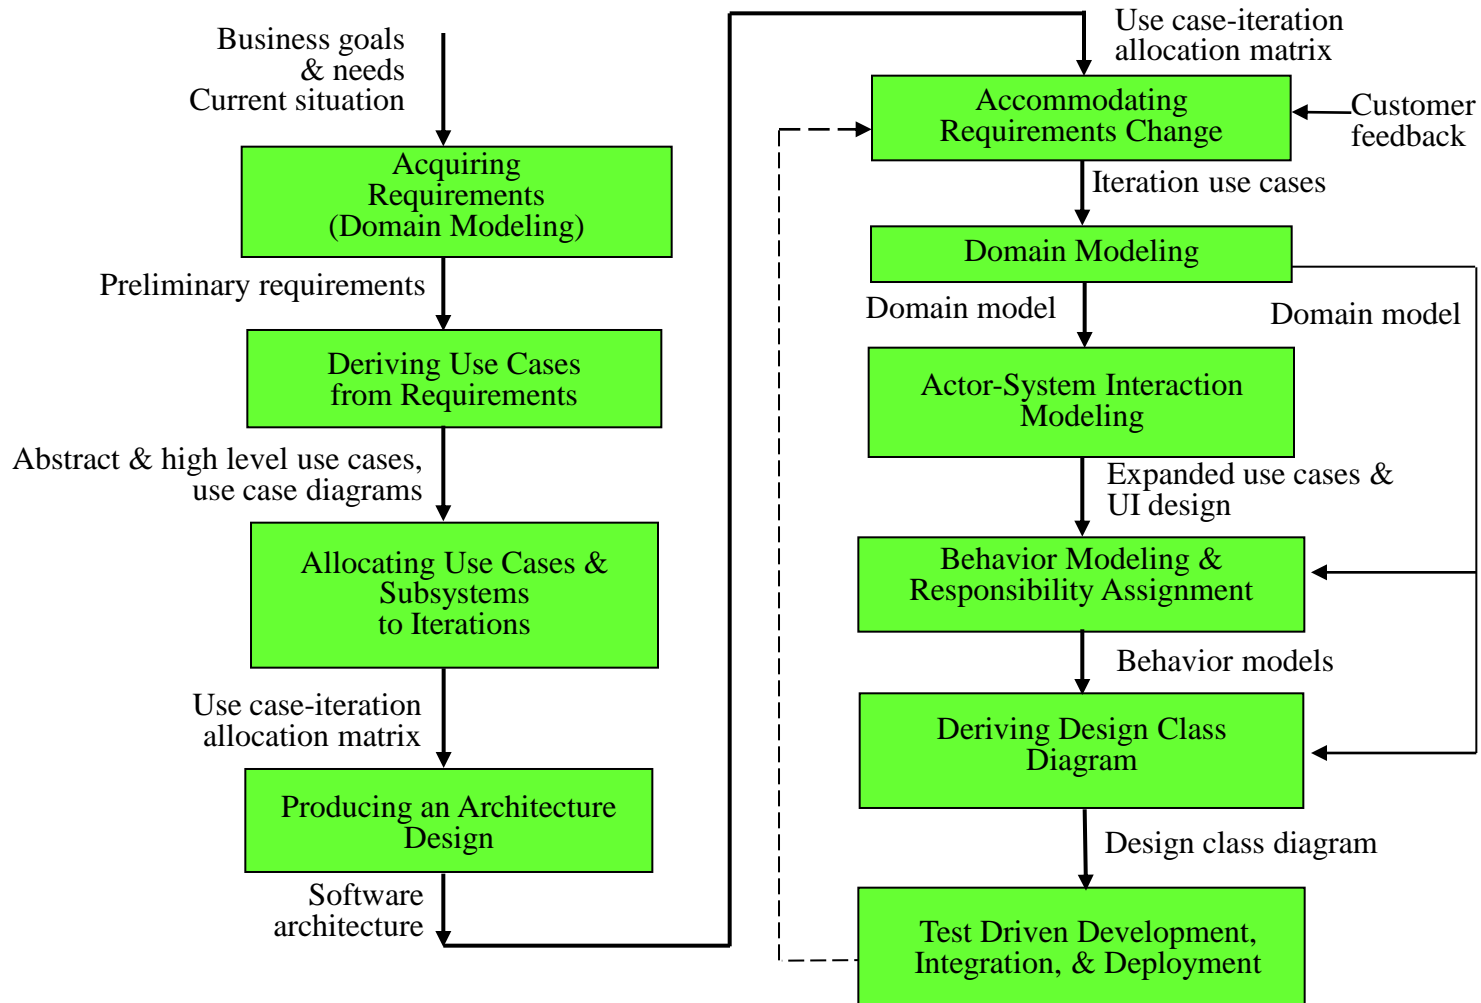 Business goals
& needs
Current situation
Acquiring
Requirements
(Domain Modeling)
Preliminary requirements
Deriving Use Cases
from Requirements
Abstract & high level use cases,
use case diagrams
Allocating Use Cases &
Subsystems
to Iterations
Use case-iteration
allocation matrix
Producing an Architecture
Design
Software
architecture
Use case-iteration
allocation matrix
Accommodating
Requirements Change
Customer
feedback
Iteration use cases
Domain Modeling
Domain model
Domain model
Actor-System Interaction
Modeling
Expanded use cases &
UI design
Behavior Modeling &
Responsibility Assignment
Behavior models
Deriving Design Class
Diagram
Design class diagram
Test Driven Development,
Integration, & Deployment